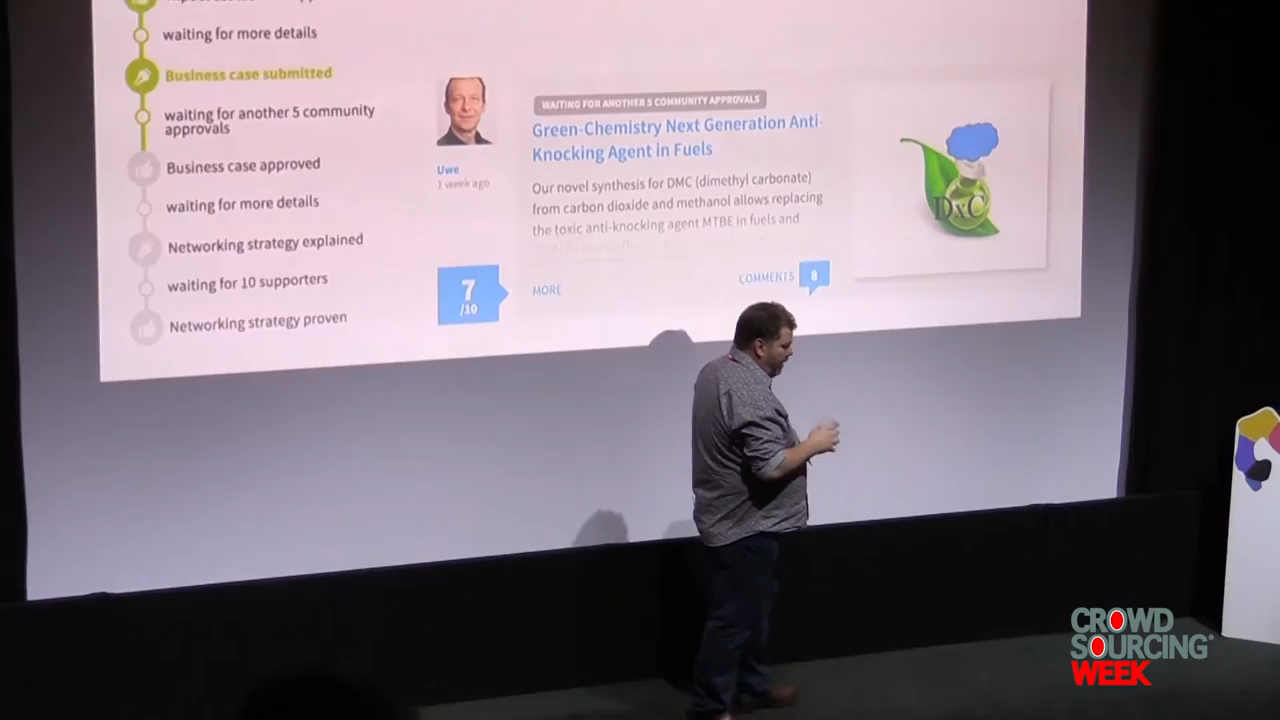 waiting for more details
Business case submitted
waiting for another 5 community
approvals
Business case approved
waiting for more details
Networking strategy explained
waiting for 10 supporters
Networking strategy proven
Uwe
1 week ago
7
/10
WAITING FOR ANOTHER 5 COMMUNITY APPROVALS
Green-Chemistry Next Generation Anti-
Knocking Agent in Fuels
Our novel synthesis for DMC (dimethyl carbonate)
from carbon dioxide and methanol allows replacing
the toxic anti-knocking agent MTBE in fuels and
MORE
COMMENTS 8
DxC
CROWD
SOURCING®
WEEK